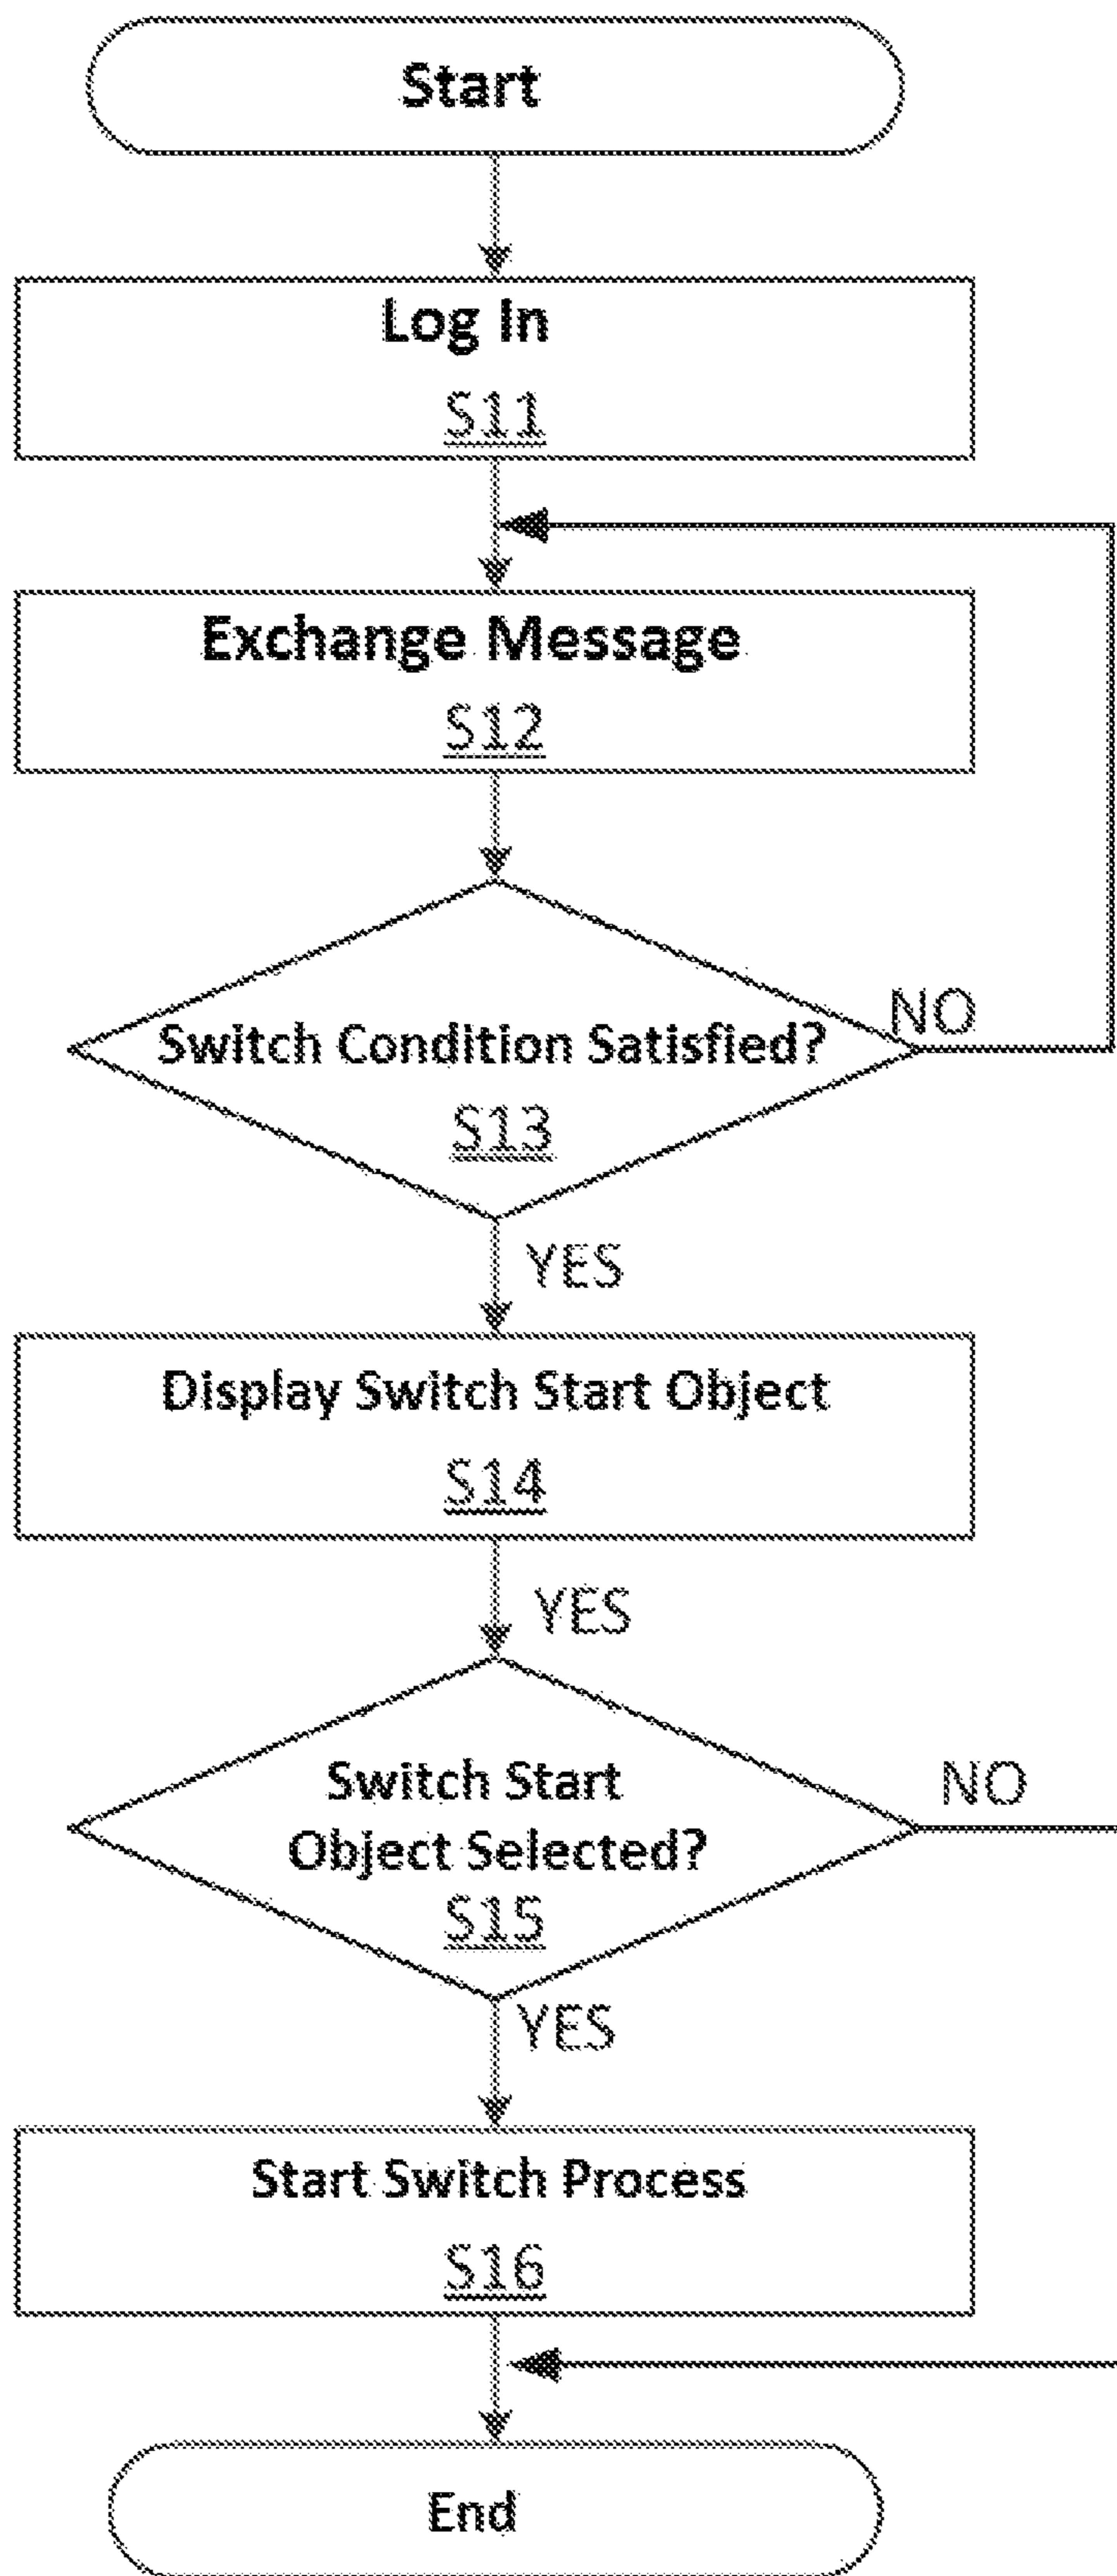 Start
Log In
S11
Exchange Message
S12
Switch Condition Satisfied?
NO
S13
YES
Display Switch Start Object
S14
YES
Switch Start
Object Selected?
NO
S15
YES
Start Switch Process
S16
End